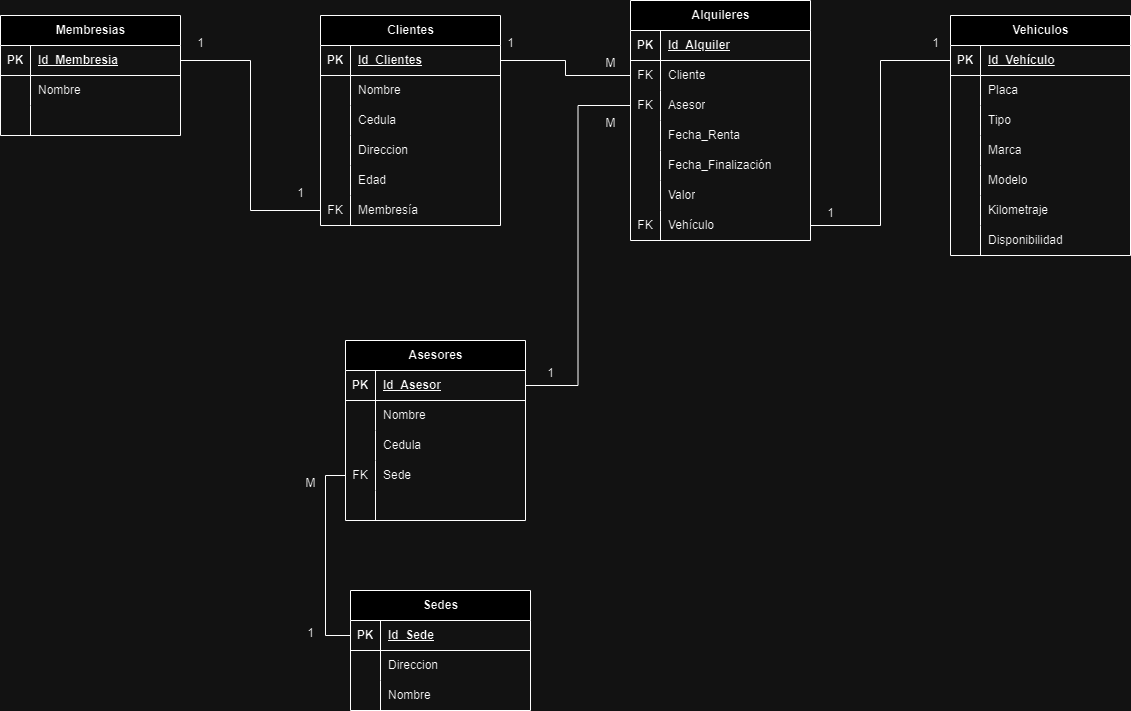 Membresias
PK Id_Membresia
Nombre
1
1
Clientes
PK Id_Clientes
Nombre
Cedula
Direccion
Edad
FK Membresía
1
M
M
Alquileres
PK Id_Alquiler
FK Cliente
FK Asesor
Fecha_Renta
Fecha_Finalización
Valor
FK Vehículo
1
1
Vehiculos
PK Id_Vehículo
Placa
Tipo
Marca
Modelo
Kilometraje
Disponibilidad
Asesores
PK Id_Asesor
Nombre
Cedula
FK Sede
1
M
1
Sedes
PK Id_Sede
Direccion
Nombre